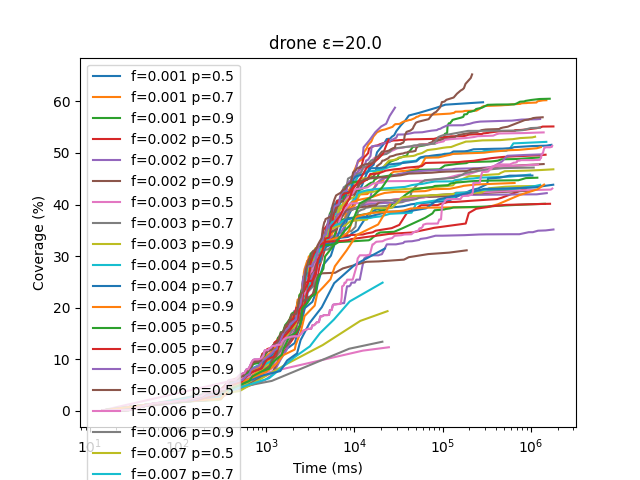 drone ε=20.0
Coverage (%)
60
50
40
30
20
10
0
f=0.001 p=0.5
f=0.001 p=0.7
f=0.001 p=0.9
f=0.002 p=0.5
f=0.002 p=0.7
f=0.002 p=0.9
f=0.003 p=0.5
f=0.003 p=0.7
f=0.003 p=0.9
f=0.004 p=0.5
f=0.004 p=0.7
f=0.004 p=0.9
f=0.005 p=0.5
f=0.005 p=0.7
f=0.005 p=0.9
f=0.006 p=0.5
f=0.006 p=0.7
f=0.006 p=0.9
f=0.007 p=0.5
f=0.007 p=0.7
10¹ 10² 10³ 10⁴ 10⁵ 10⁶
Time (ms)